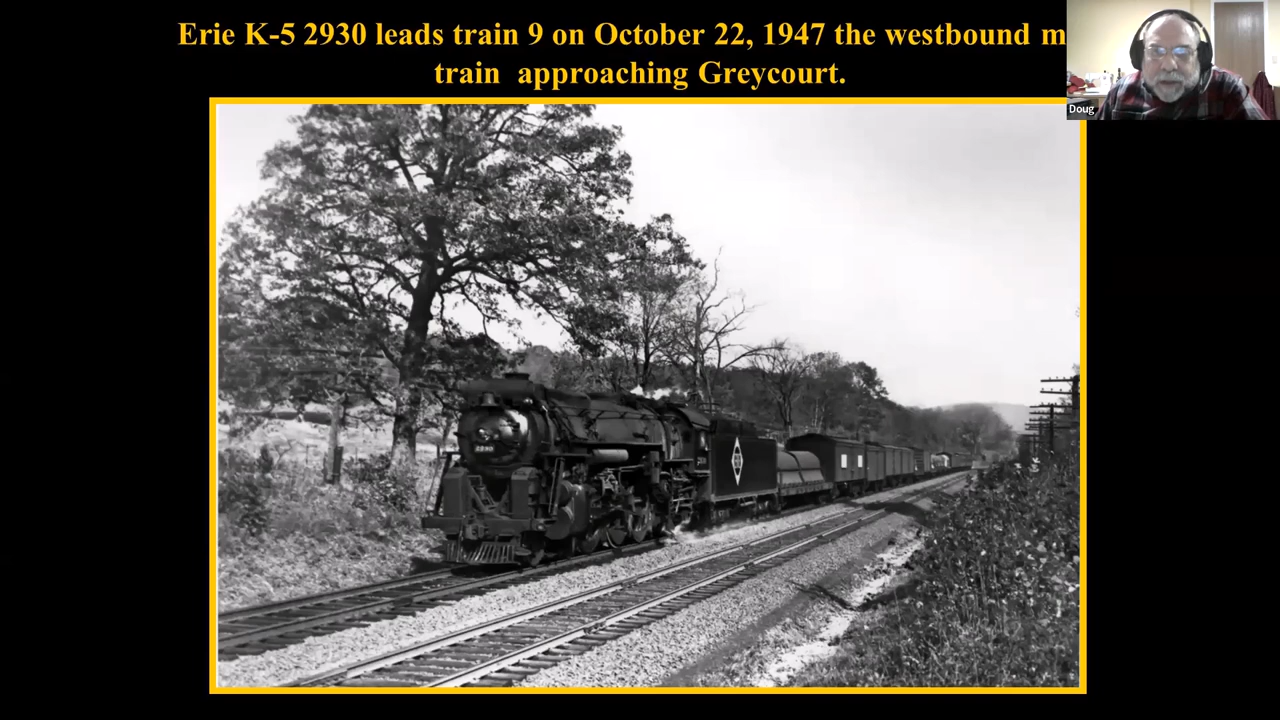 Erie K-5 2930 leads train 9 on October 22, 1947 the westbound m
train approaching Greycourt.
Doug